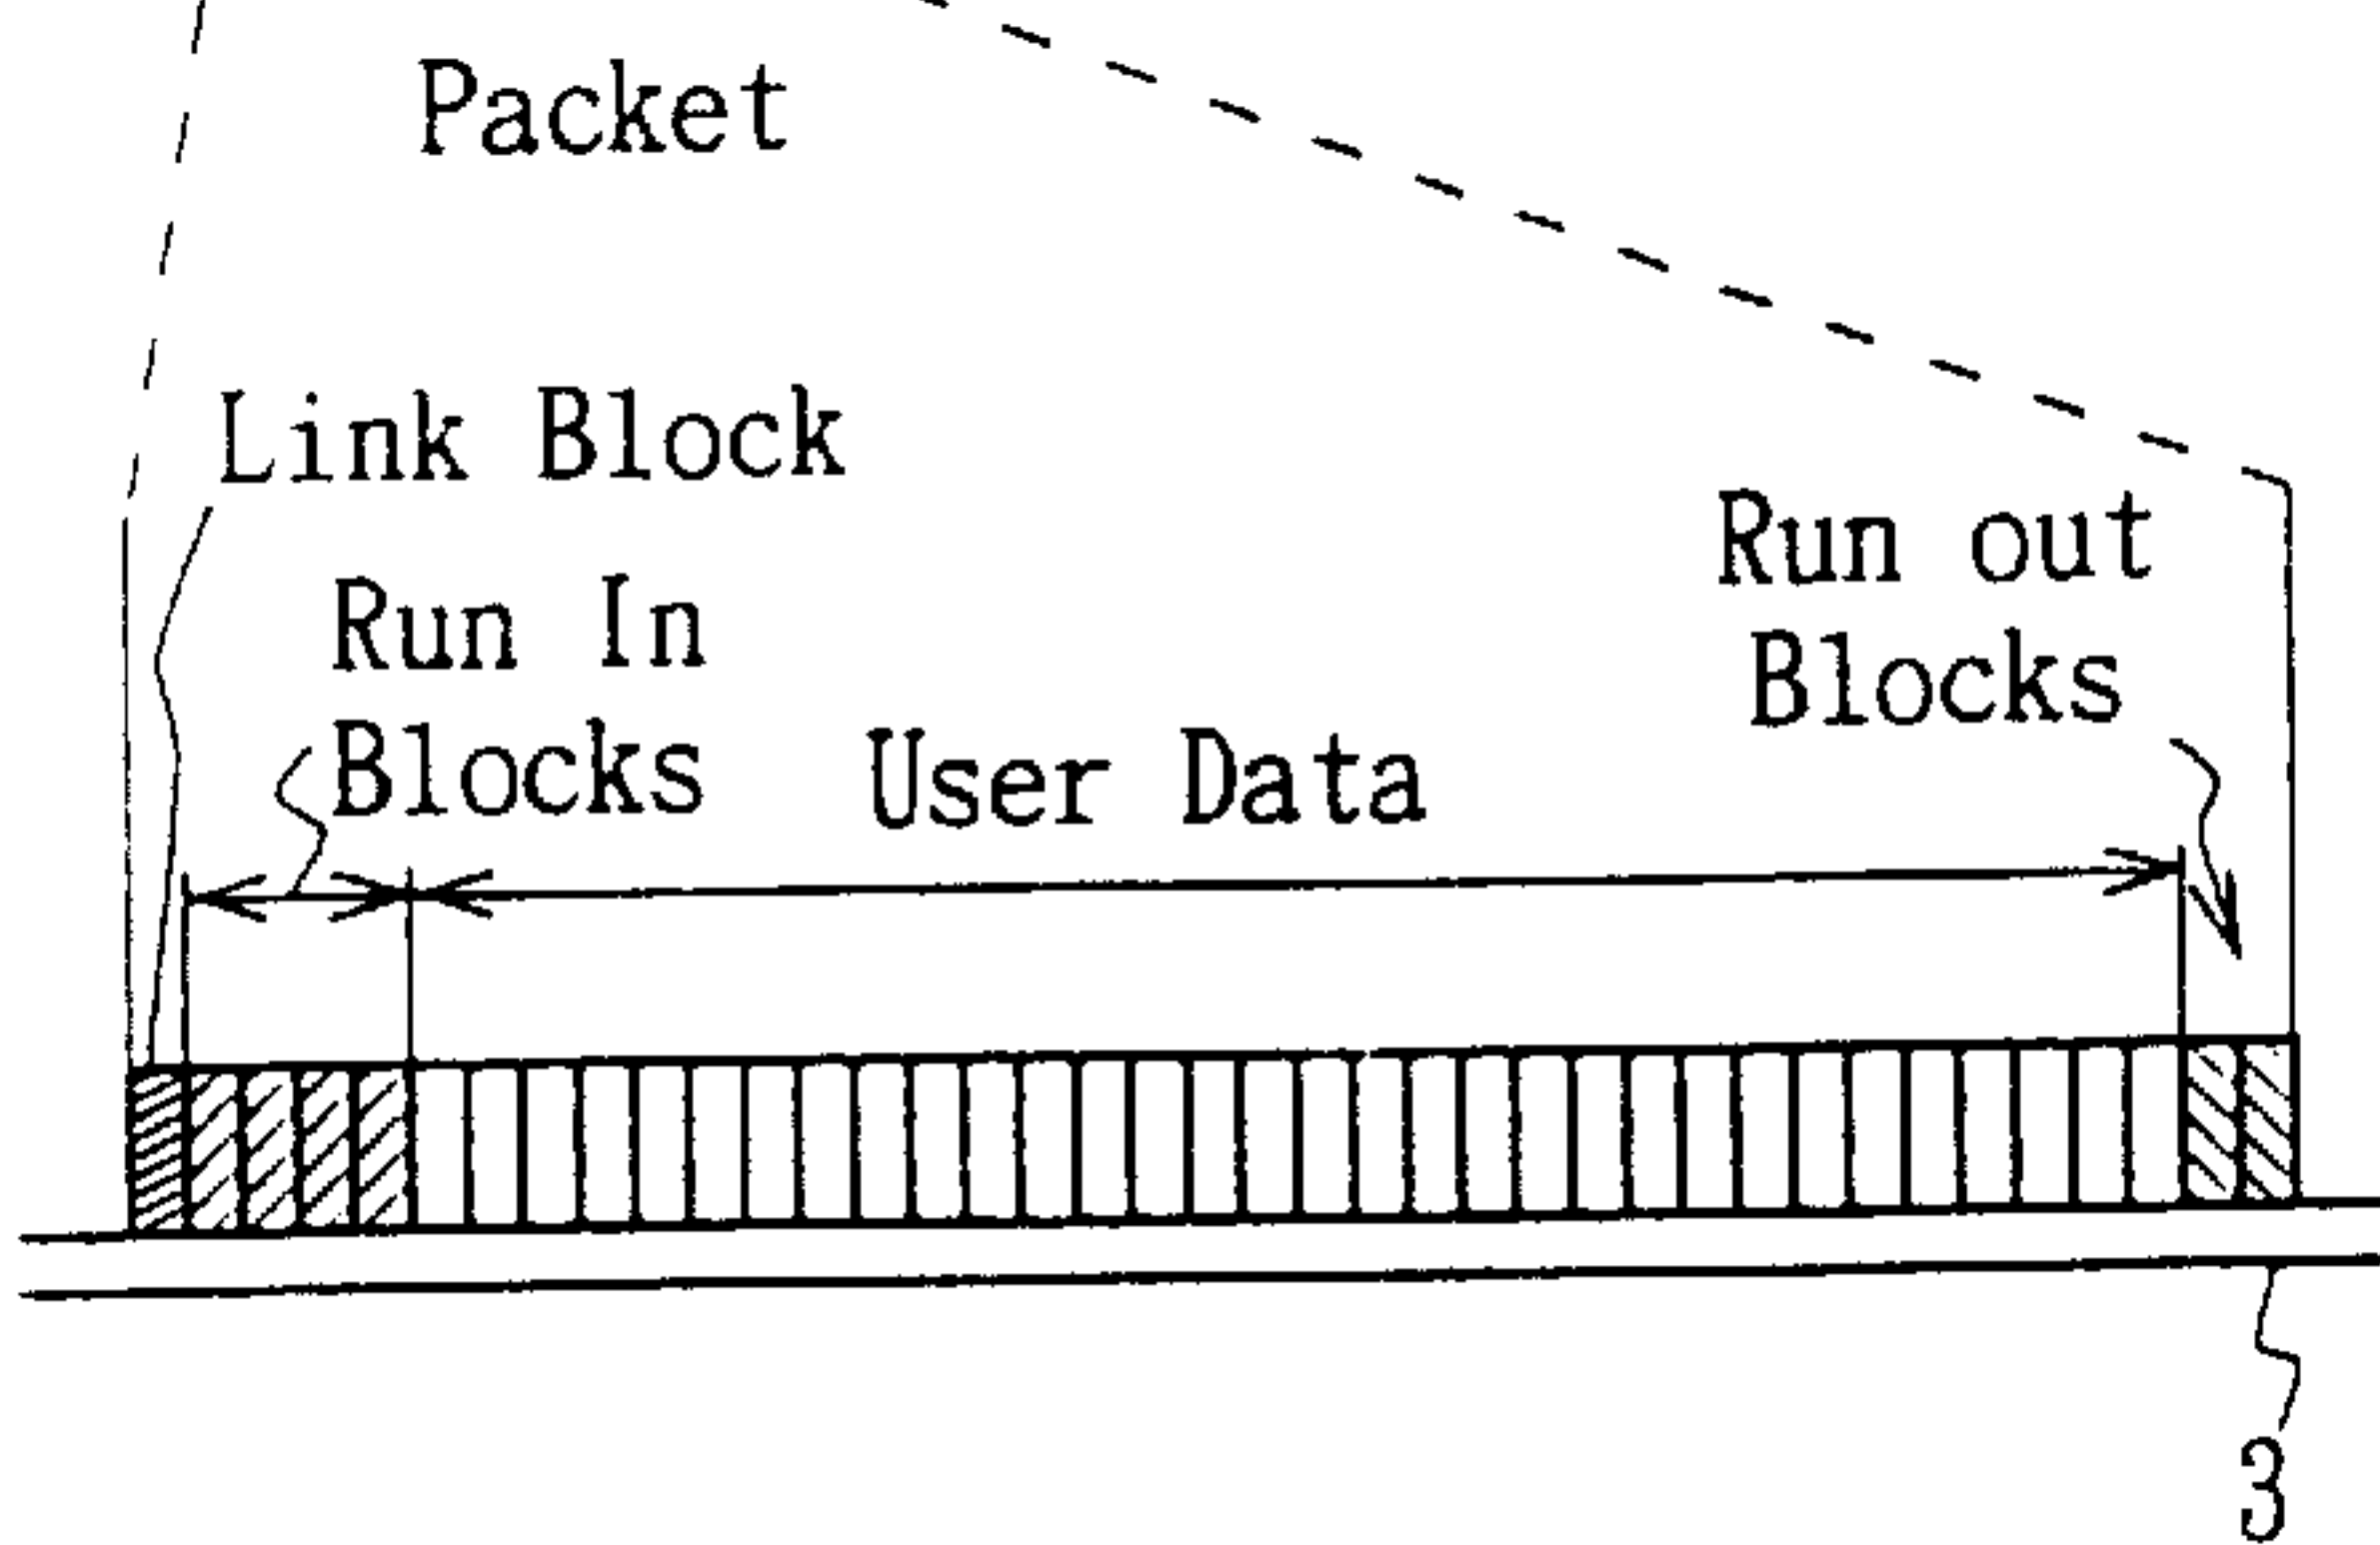 Packet
Link Block
Run In
Blocks
User Data
Run out
Blocks
3